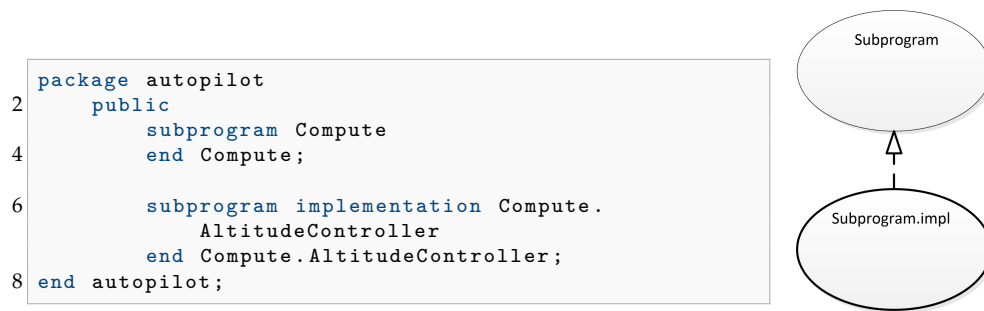 package autopilot
2 public
subprogram Compute
4 end Compute;
6 subprogram implementation Compute.
AltitudeController
end Compute.AltitudeController;
8 end autopilot;
Subprogram
Subprogram.impl